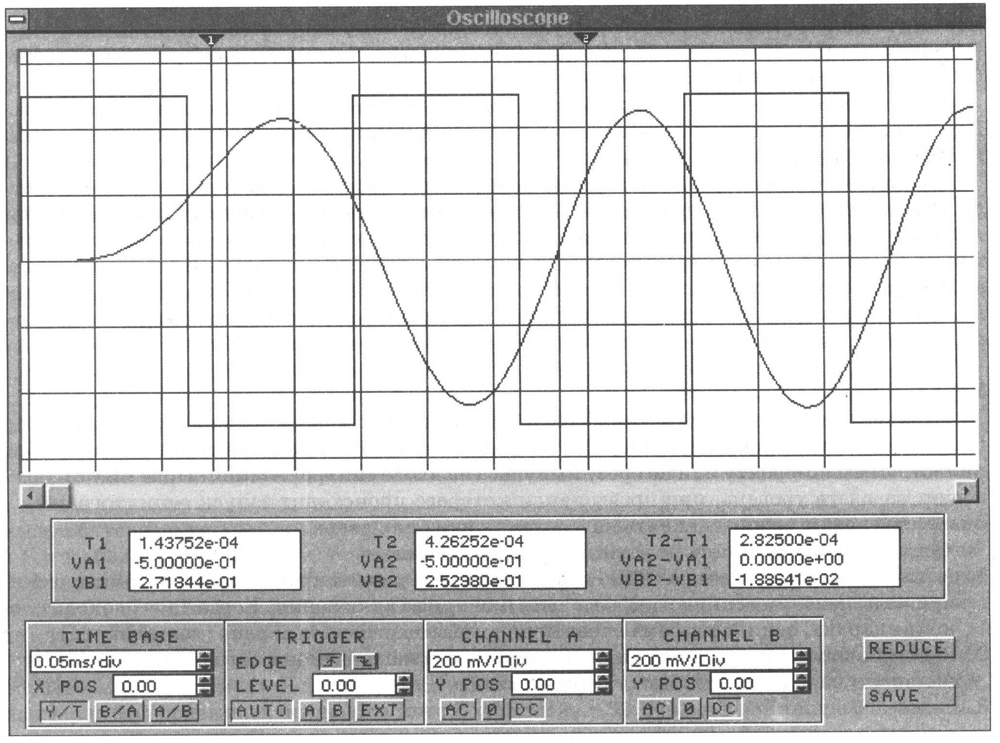 Oscilloscope
1 2
T1 1.43752e-04 T2 4.26252e-04 T2-T1 2.82500e-04
VA1 -5.00000e-01 VA2 -5.00000e-01 VA2-VA1 0.00000e+00
VB1 2.71844e-01 VB2 2.52980e-01 VB2-VB1 -1.88641e-02
TIME BASE TRIGGER CHANNEL A CHANNEL B
0.05ms/div EDGE 200 mV/Div 200 mV/Div REDUCE
X POS 0.00 LEVEL 0.00 Y POS 0.00 Y POS 0.00
Y/T B/A A/B AUTO A B EXT AC 0 DC AC 0 DC SAVE